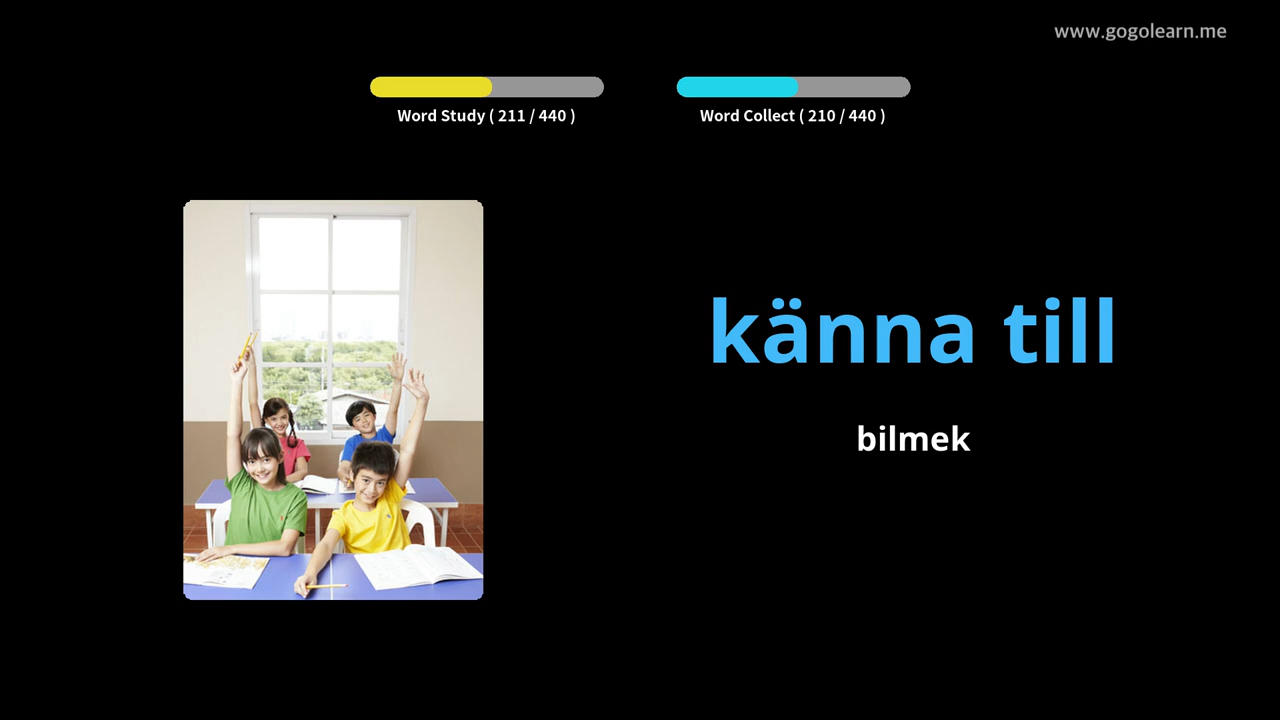 www.gogolearn.me
Word Study ( 211 / 440 )
Word Collect ( 210 / 440 )
känna till
bilmek